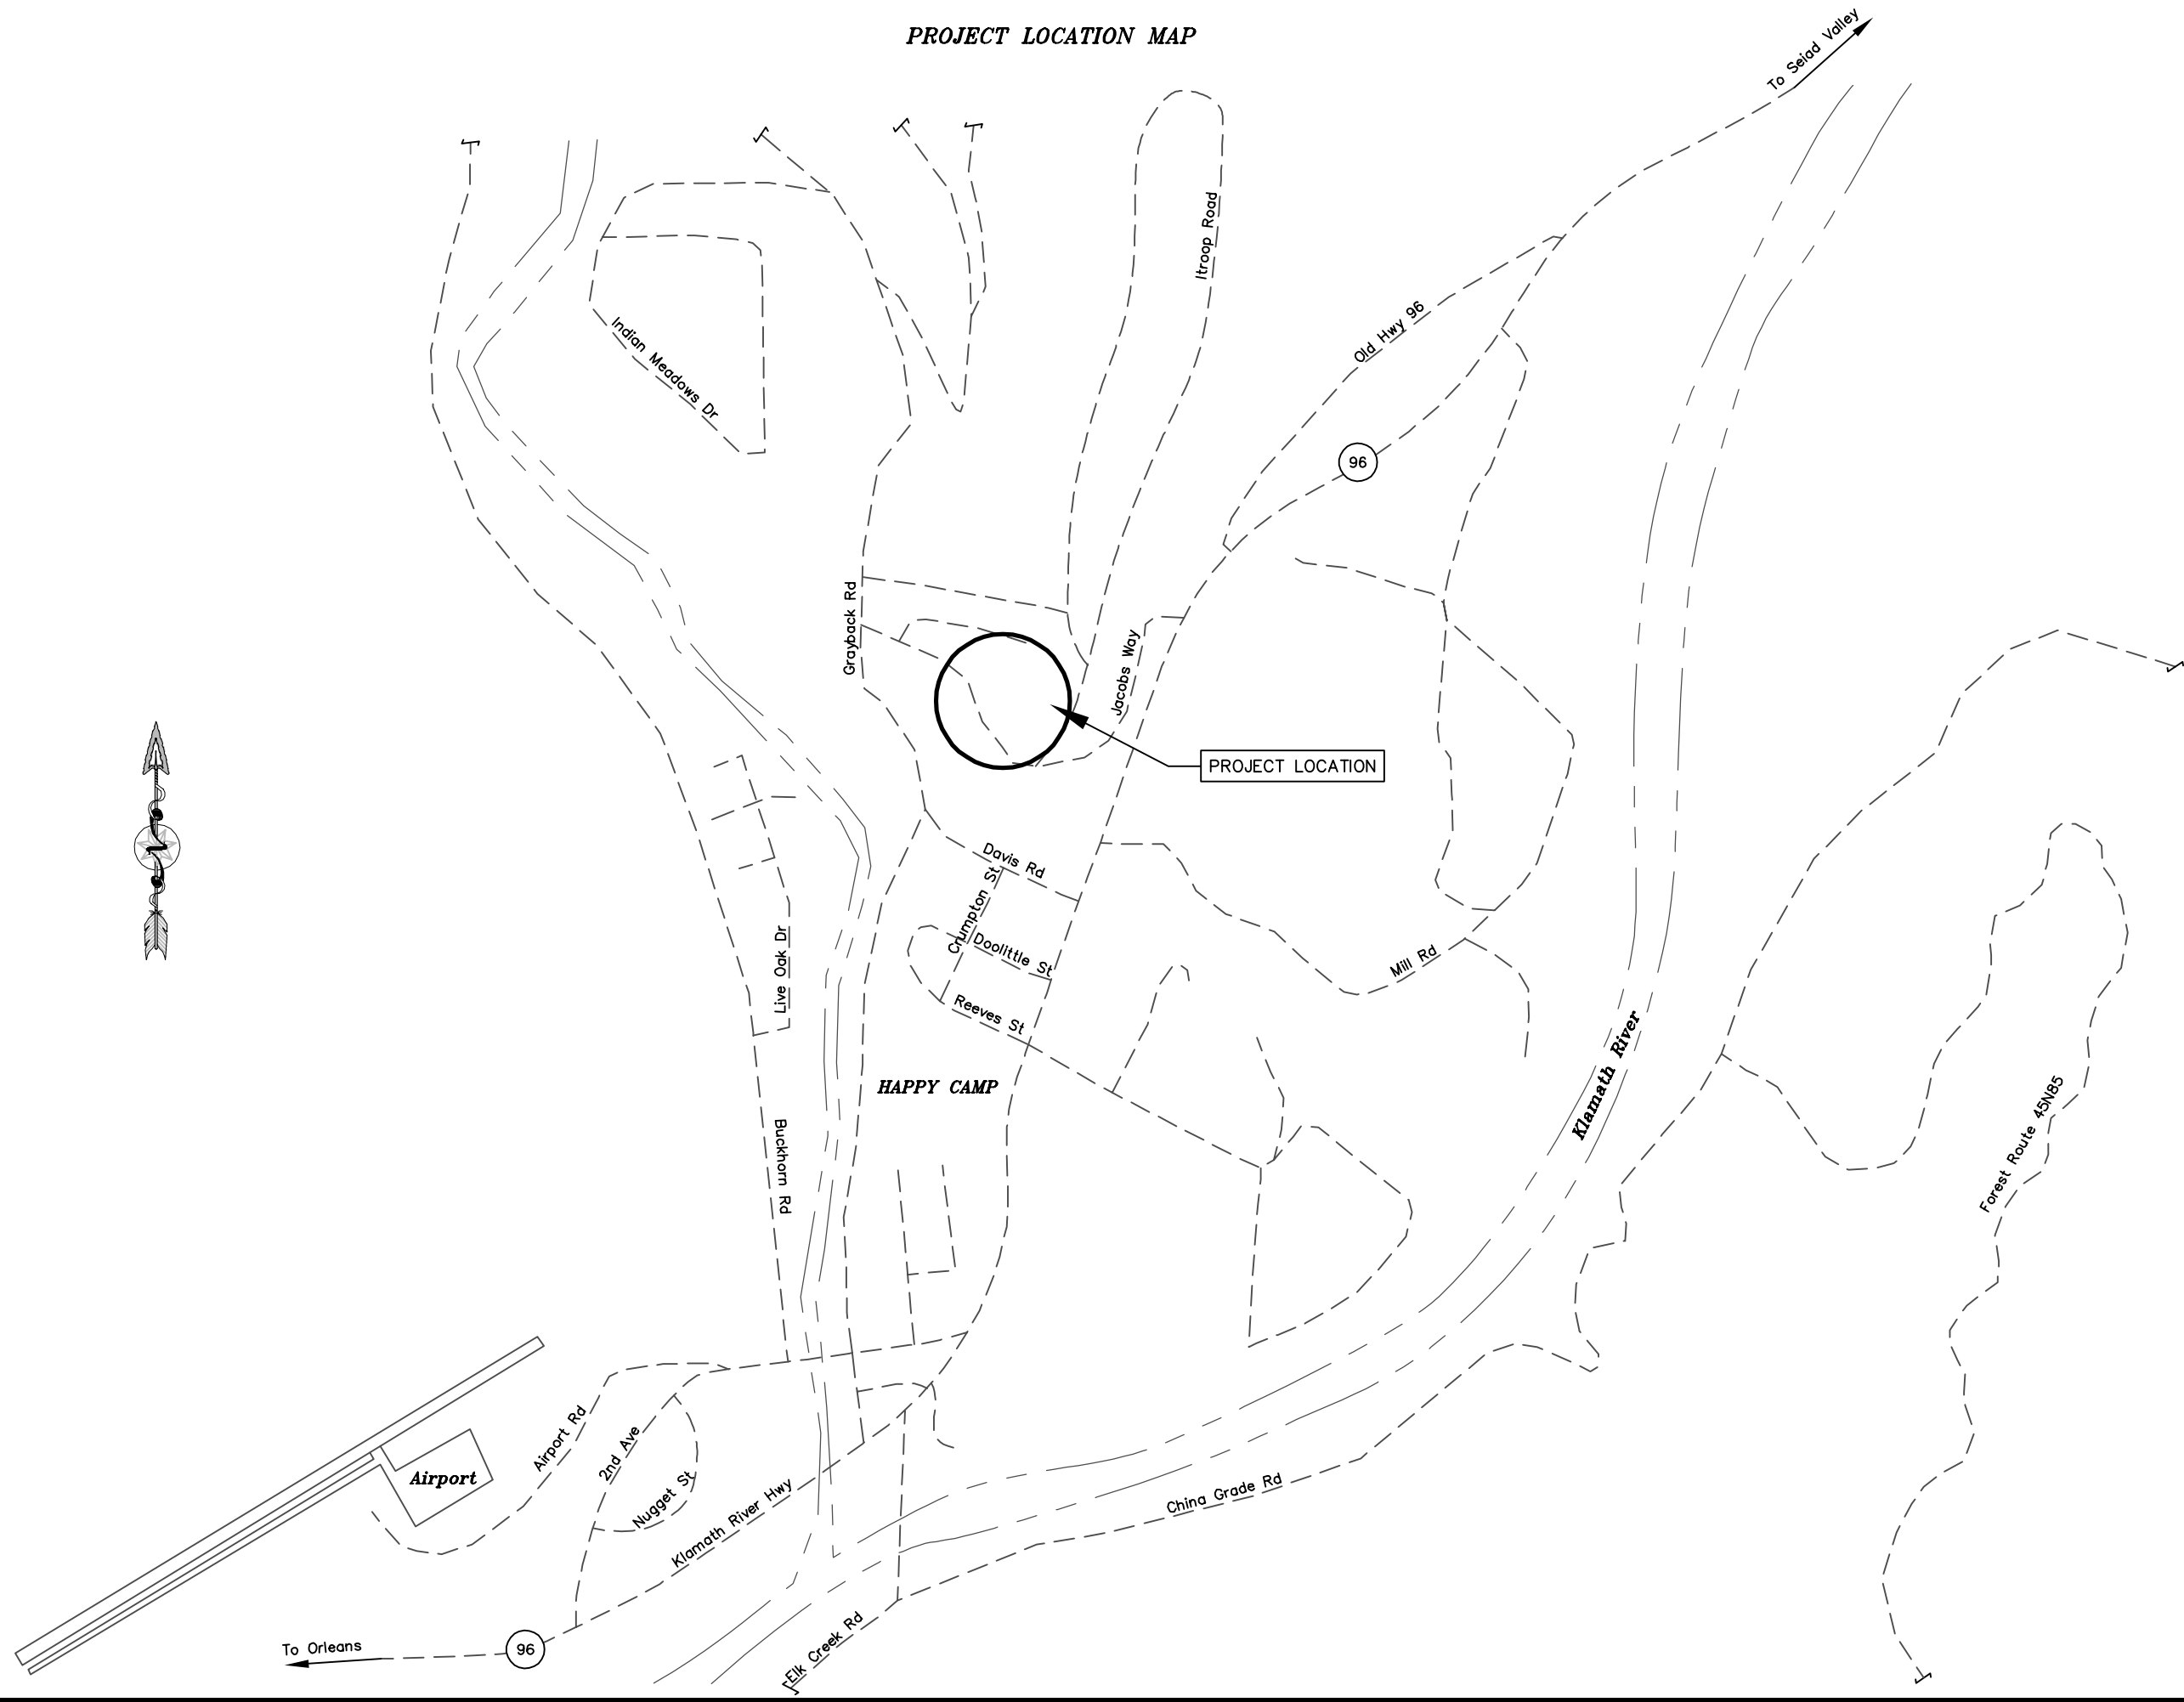 PROJECT LOCATION MAP
To Seiad Valley
Itroop Road
Indian Meadows Dr
Old Hwy 96
96
Grayback Rd
Jacobs Way
PROJECT LOCATION
N
Davis Rd
Crumpton St
Doolittle St
Live Oak Dr
Mill Rd
Reeves St
Klamath River
HAPPY CAMP
Forest Route 45N85
Buckhorn Rd
Airport Rd
2nd Ave
Airport
Nugget St
Klamath River Hwy
China Grade Rd
To Orleans
96
Elk Creek Rd